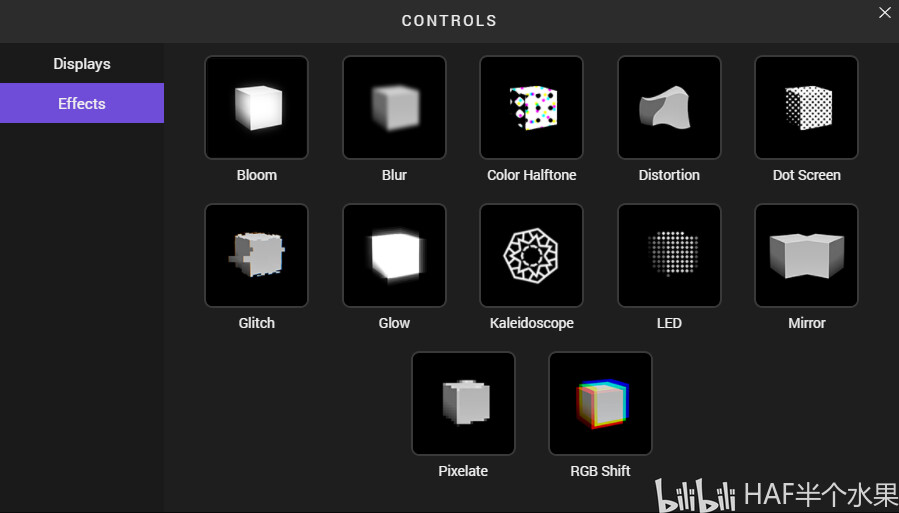 CONTROLS
Displays
Effects
Bloom
Blur
Color Halftone
Distortion
Dot Screen
Glitch
Glow
Kaleidoscope
LED
Mirror
Pixelate
RGB Shift
bilibili HAF半个水果